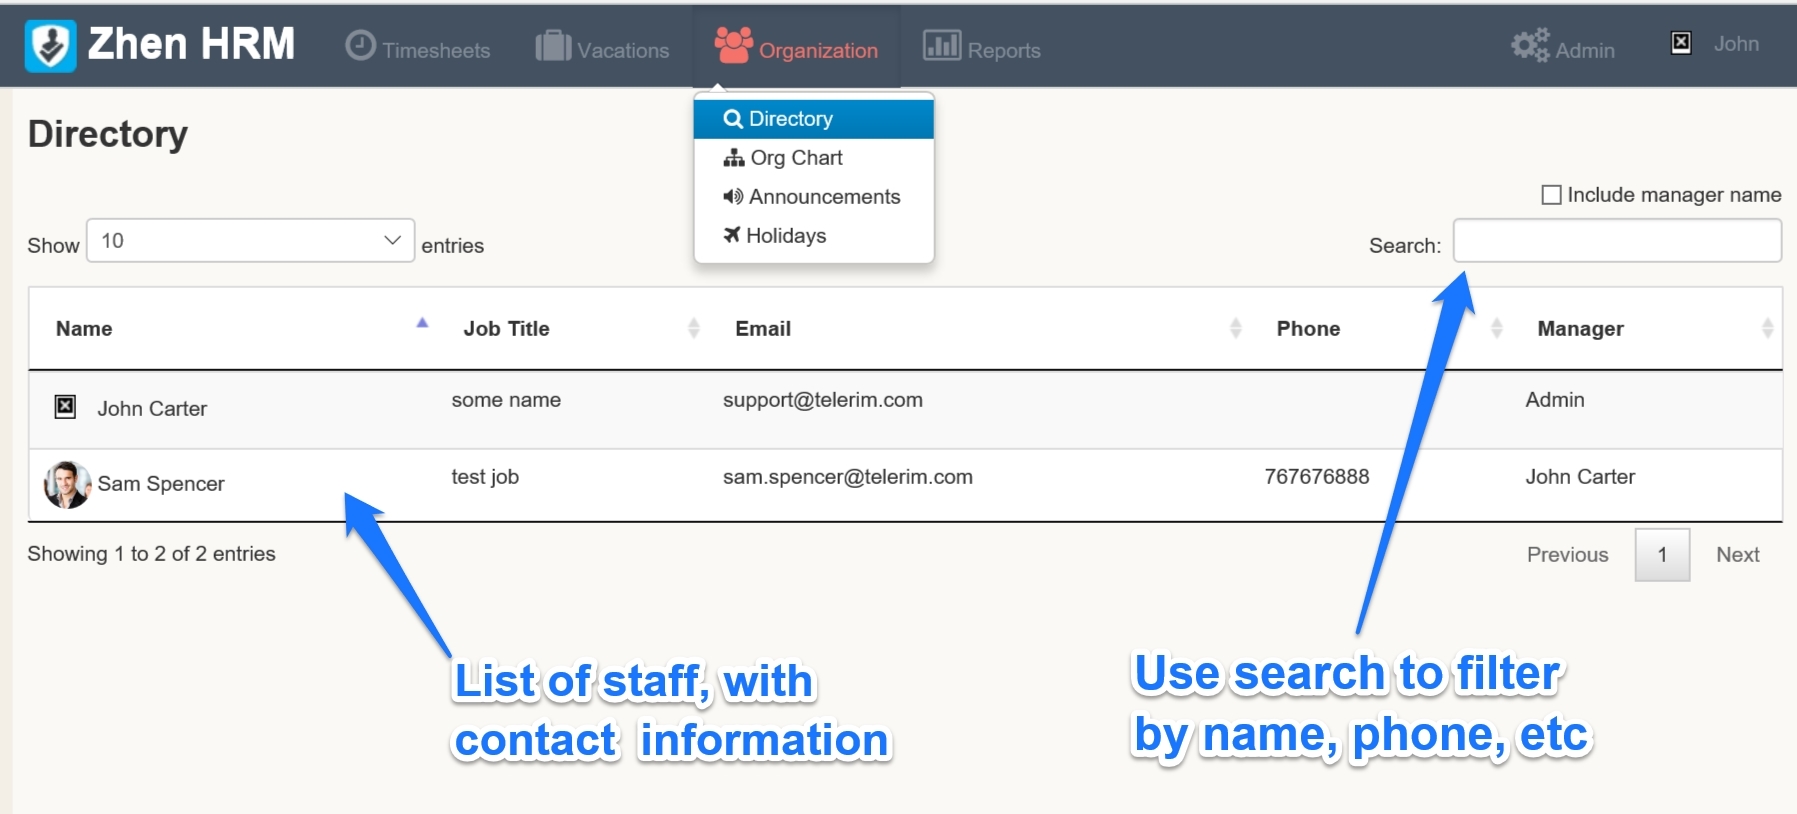 Zhen HRM
Timesheets
Vacations
Organization
Reports
Admin
John
Directory
Directory
Org Chart
Announcements
Holidays
Include manager name
Show 10 entries
Search:
Name Job Title Email Phone Manager
John Carter some name support@telerim.com Admin
Sam Spencer test job sam.spencer@telerim.com 767676888 John Carter
Showing 1 to 2 of 2 entries
Previous 1 Next
List of staff, with
contact information
Use search to filter
by name, phone, etc